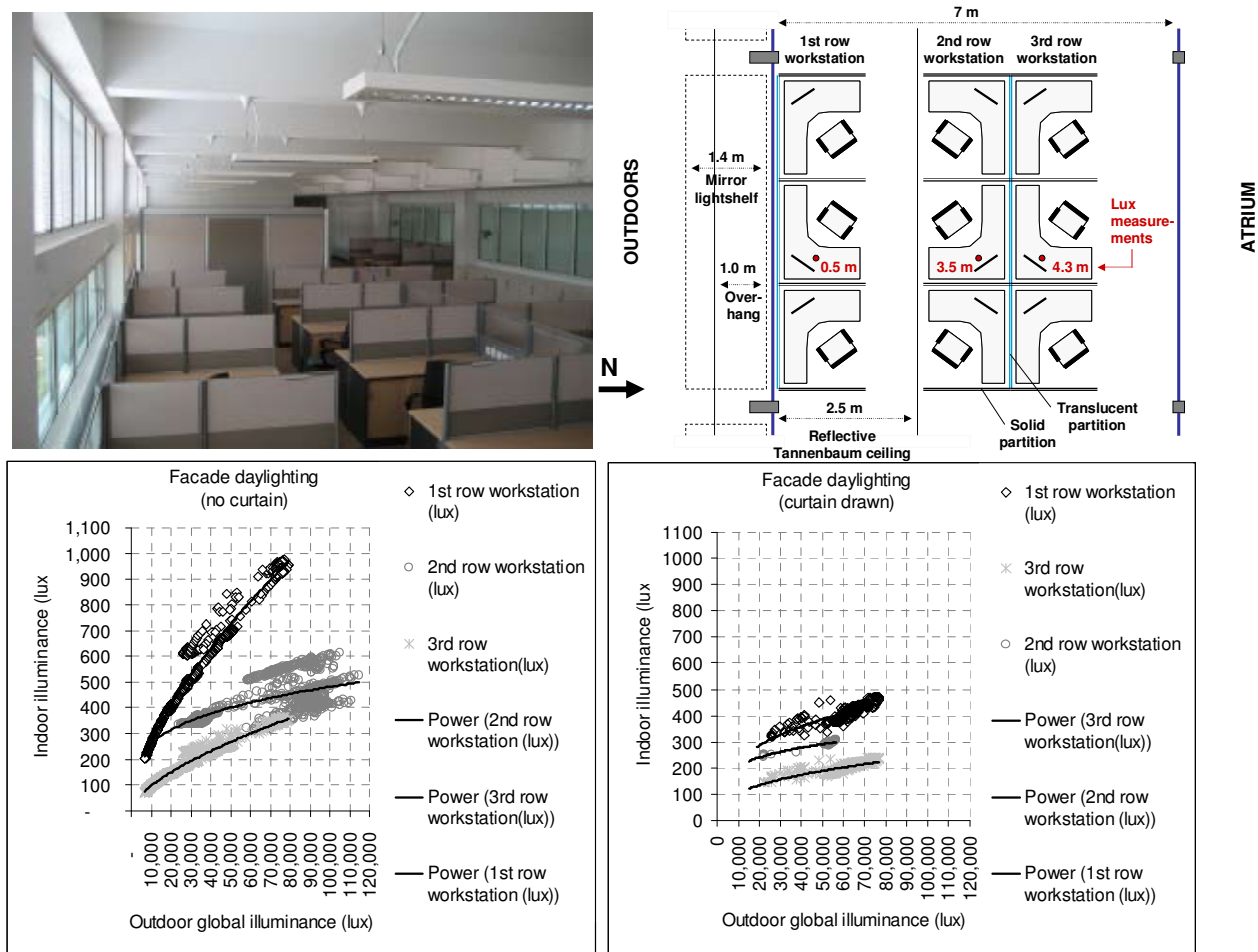 7 m
1st row
workstation
2nd row
workstation
3rd row
workstation
OUTDOORS
1.4 m
Mirror
lightshelf
1.0 m
Over-
hang
0.5 m
3.5 m
4.3 m
Lux
measure-
ments
ATRIUM
N
2.5 m
Reflective
Tannenbaum ceiling
Solid
partition
Translucent
partition
Facade daylighting
(no curtain)
Indoor illuminance (lux
1,100
1,000
900
800
700
600
500
400
300
200
100
-
-
10,000
20,000
30,000
40,000
50,000
60,000
70,000
80,000
90,000
100,000
110,000
120,000
Outdoor global illuminance (lux)
1st row workstation
(lux)
2nd row workstation
(lux)
3rd row
workstation(lux)
Power (2nd row
workstation (lux))
Power (3rd row
workstation(lux))
Power (1st row
workstation (lux))
Facade daylighting
(curtain drawn)
Indoor illuminance (lux
1100
1000
900
800
700
600
500
400
300
200
100
0
0
10,000
20,000
30,000
40,000
50,000
60,000
70,000
80,000
90,000
100,000
110,000
120,000
Outdoor global illuminance (lux)
1st row workstation
(lux)
3rd row
workstation(lux)
2nd row workstation
(lux)
Power (3rd row
workstation(lux))
Power (2nd row
workstation (lux))
Power (1st row
workstation (lux))